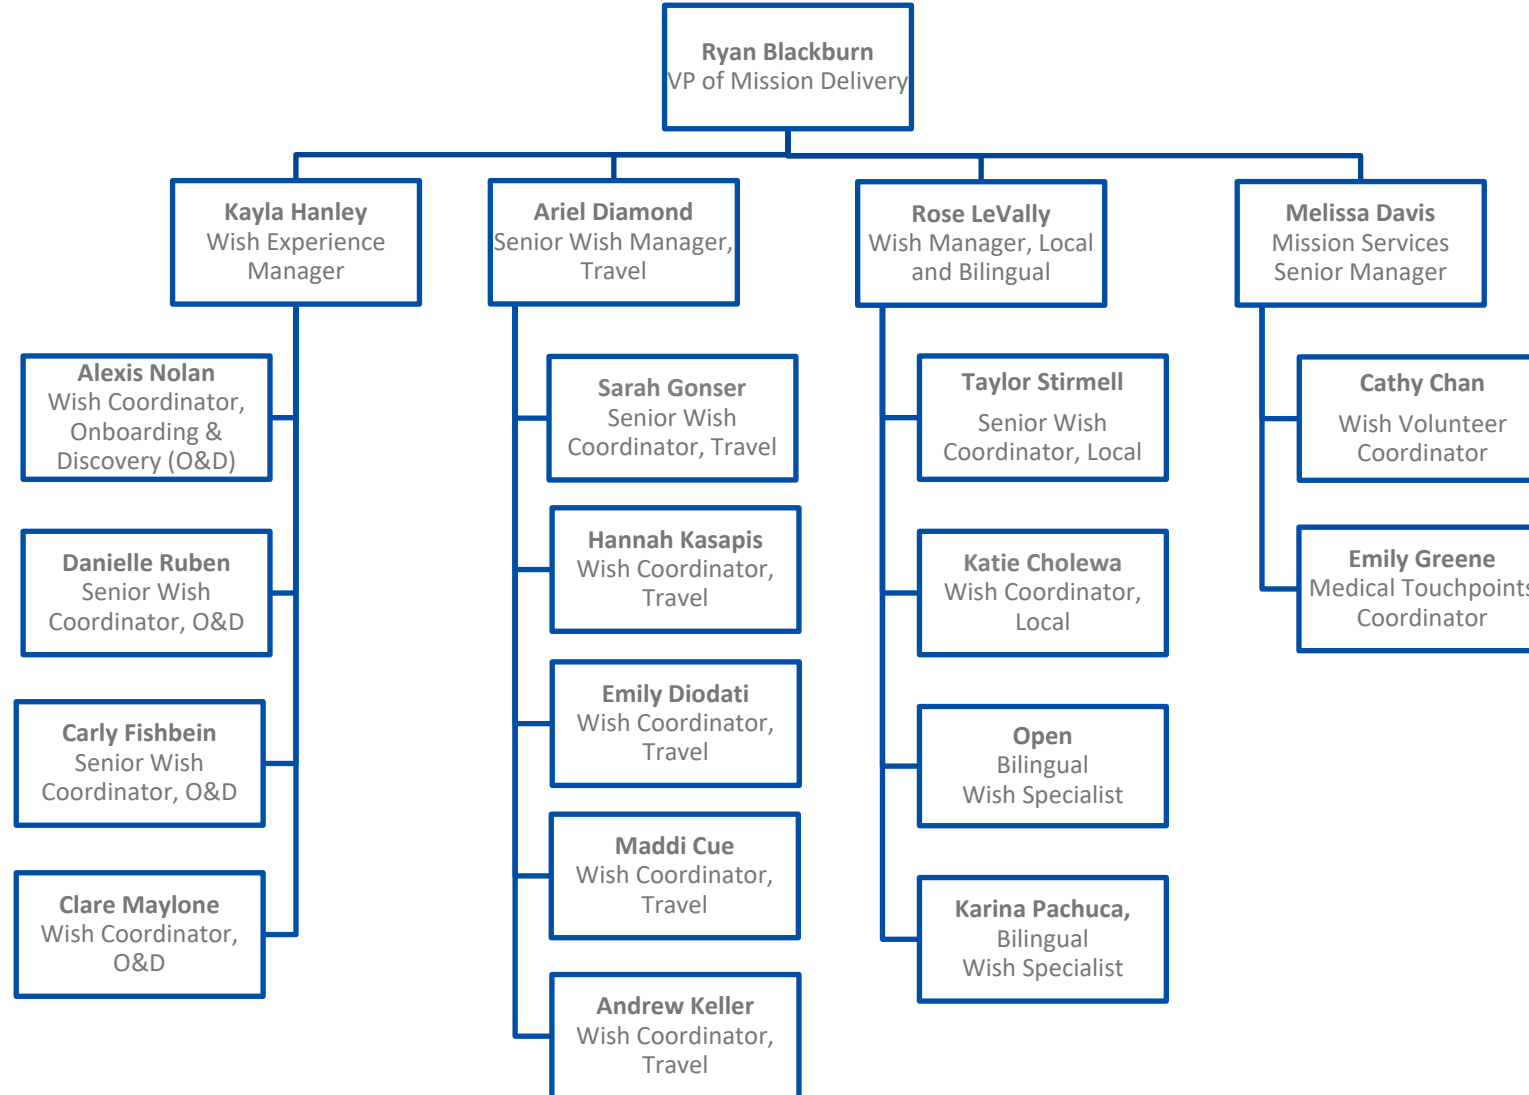 Ryan Blackburn
VP of Mission Delivery
Kayla Hanley
Wish Experience
Manager
Ariel Diamond
Senior Wish Manager,
Travel
Rose LeVally
Wish Manager, Local
and Bilingual
Melissa Davis
Mission Services
Senior Manager
Alexis Nolan
Wish Coordinator,
Onboarding &
Discovery (O&D)
Danielle Ruben
Senior Wish
Coordinator, O&D
Carly Fishbein
Senior Wish
Coordinator, O&D
Clare Maylone
Wish Coordinator,
O&D
Sarah Gonser
Senior Wish
Coordinator, Travel
Hannah Kasapis
Wish Coordinator,
Travel
Emily Diodati
Wish Coordinator,
Travel
Maddi Cue
Wish Coordinator,
Travel
Andrew Keller
Wish Coordinator,
Travel
Taylor Stirmell
Senior Wish
Coordinator, Local
Katie Cholewa
Wish Coordinator,
Local
Open
Bilingual
Wish Specialist
Karina Pachuca,
Bilingual
Wish Specialist
Cathy Chan
Wish Volunteer
Coordinator
Emily Greene
Medical Touchpoints
Coordinator